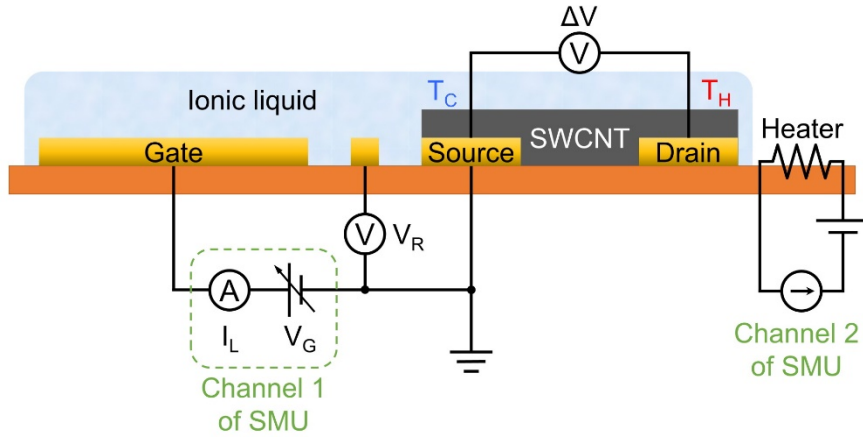 ΔV
V
Ionic liquid
T_C
T_H
SWCNT
Heater
Gate
Source
Drain
V
V_R
A
I_L
V_G
Channel 1
of SMU
Channel 2
of SMU